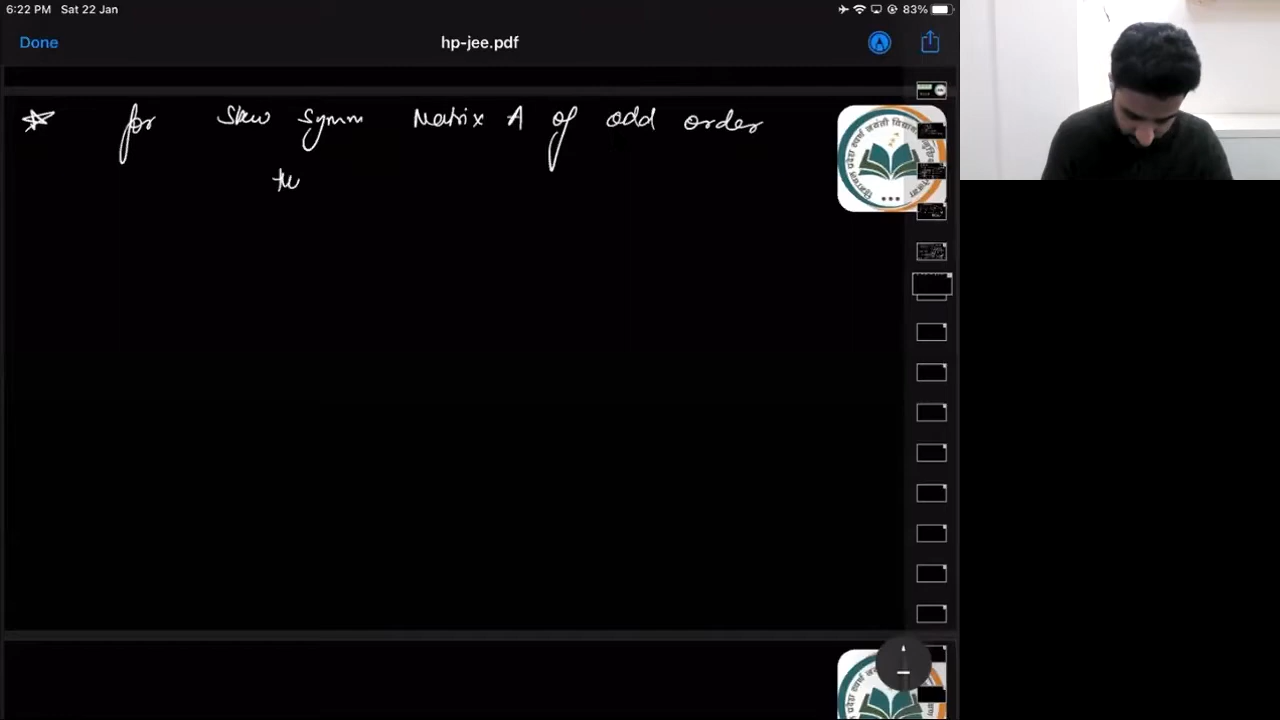 6:22 PM Sat 22 Jan
83%
Done
hp-jee.pdf
for skew symm Matrix A of odd order